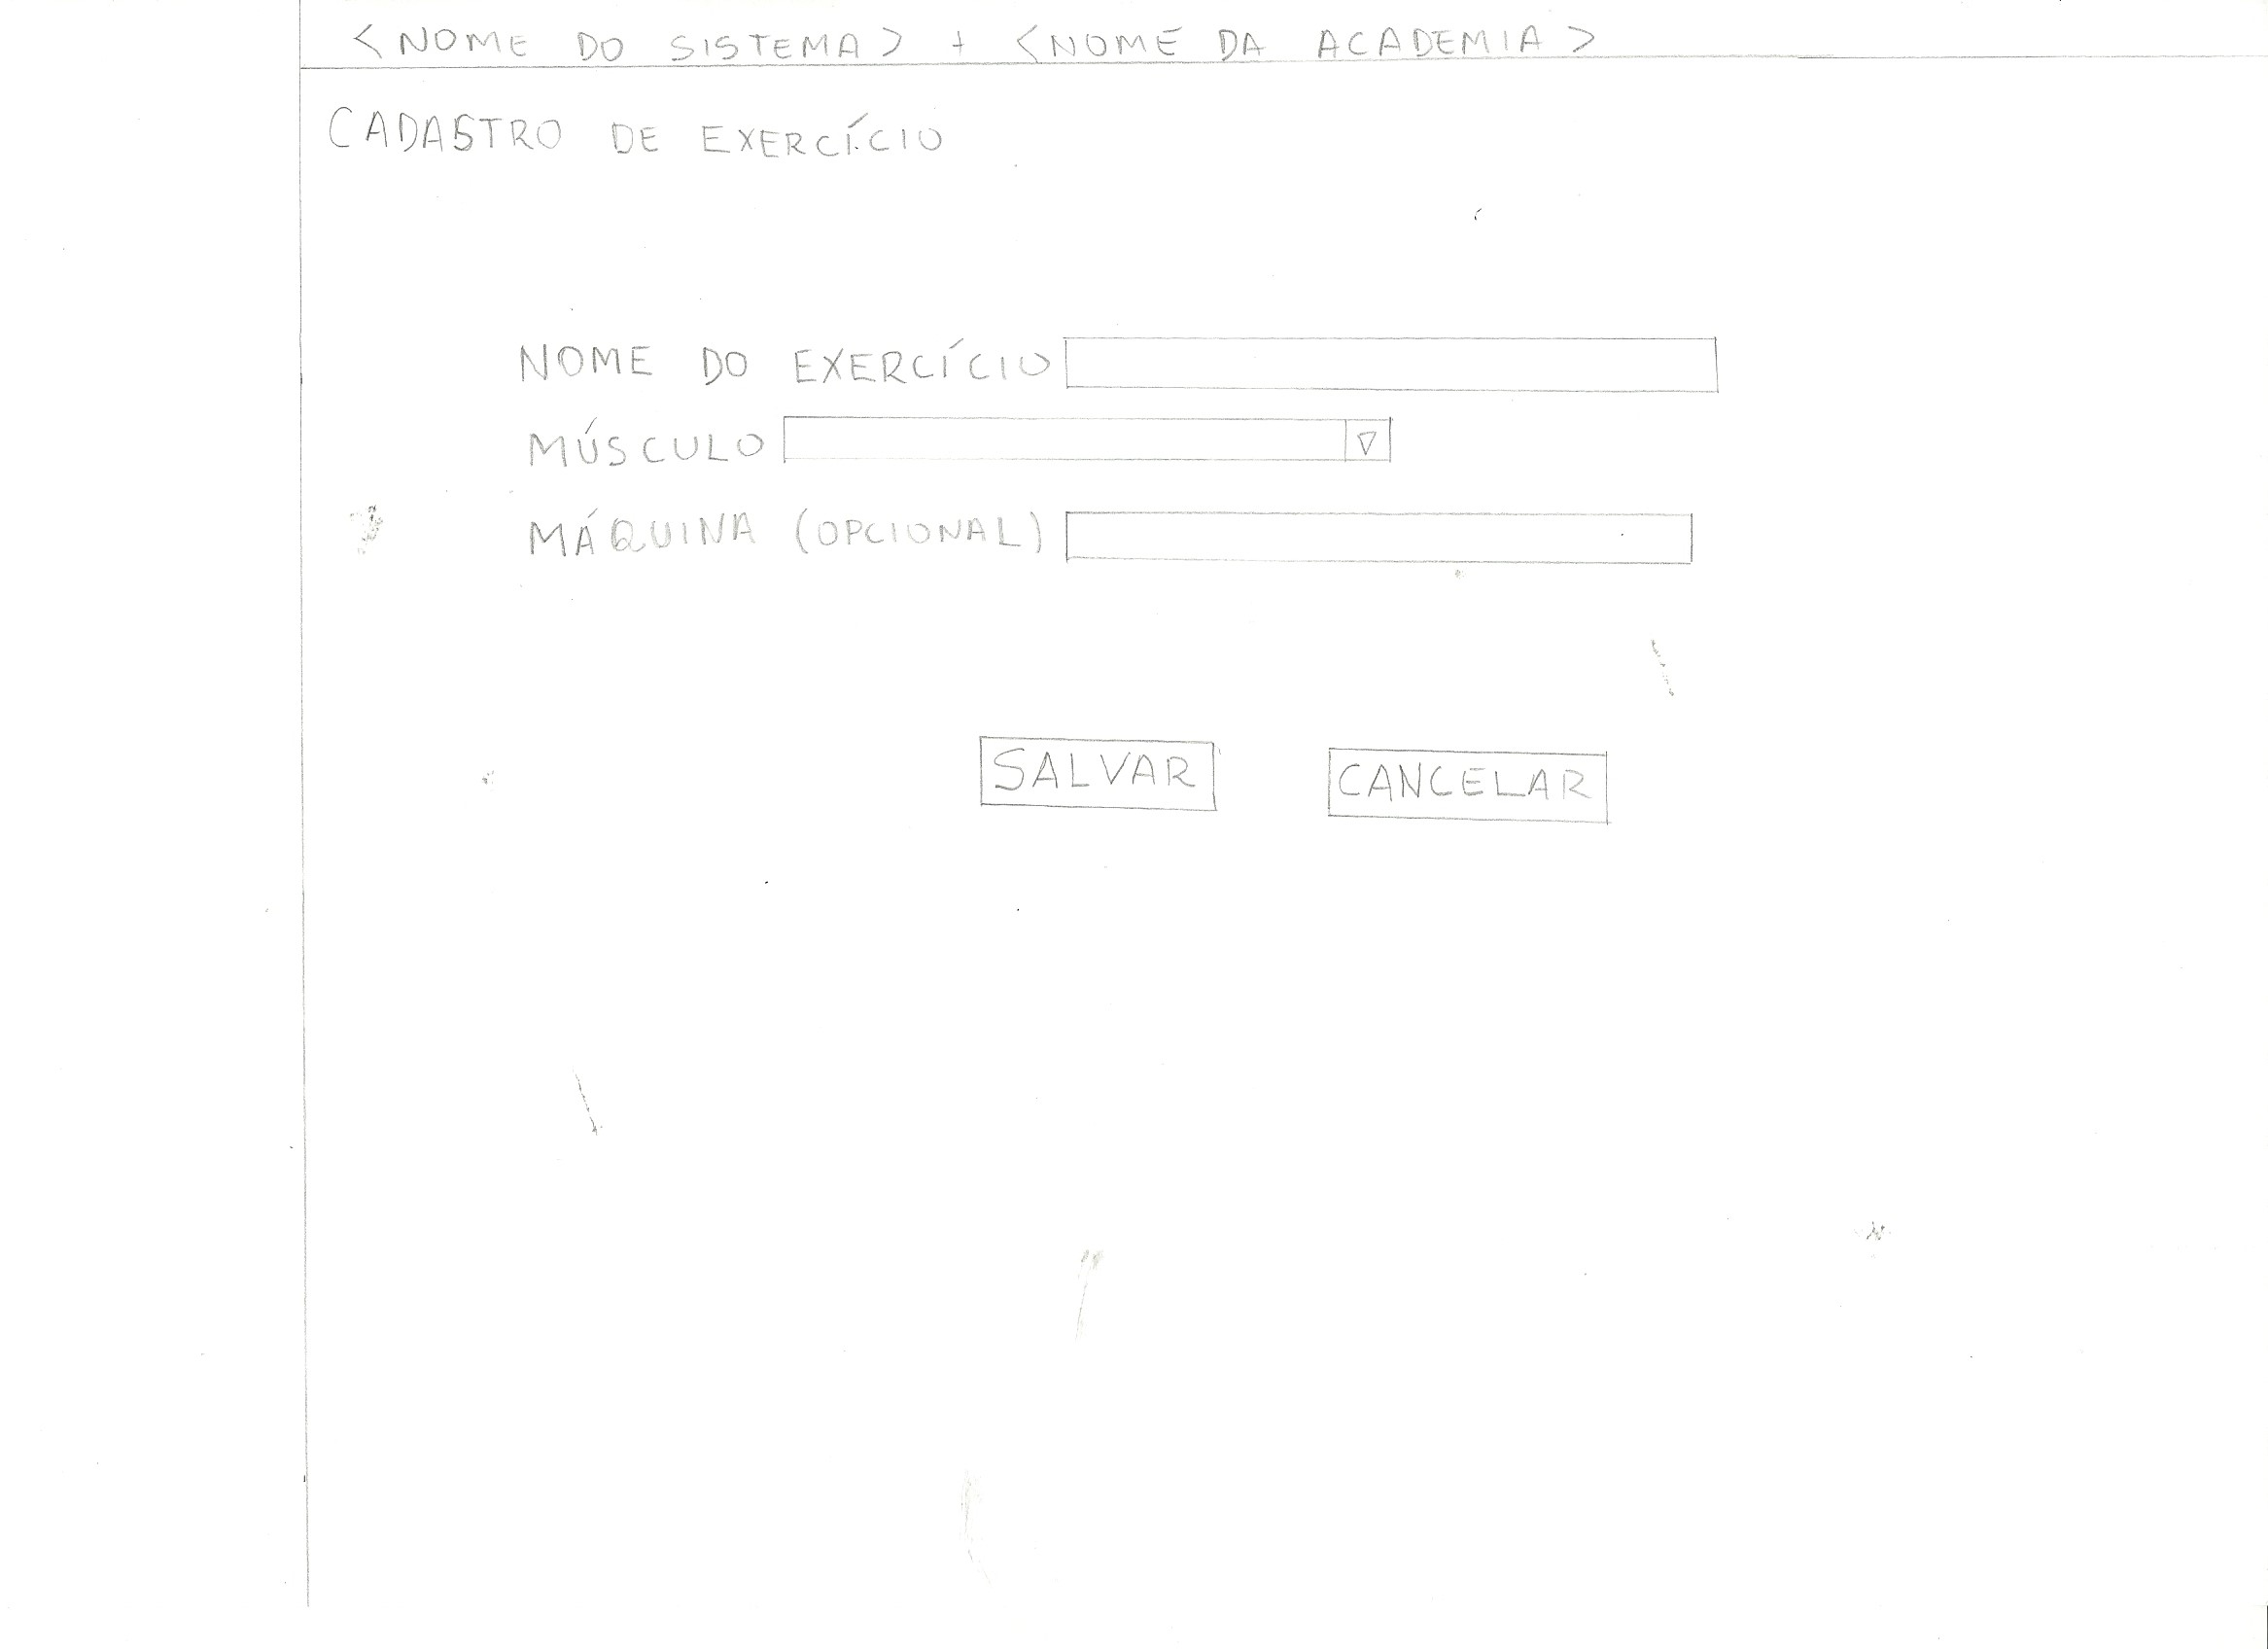 <NOME DO SISTEMA> + <NOME DA ACADEMIA>
CADASTRO DE EXERCÍCIO
NOME DO EXERCÍCIO
MÚSCULO
MÁQUINA (OPCIONAL)
SALVAR CANCELAR